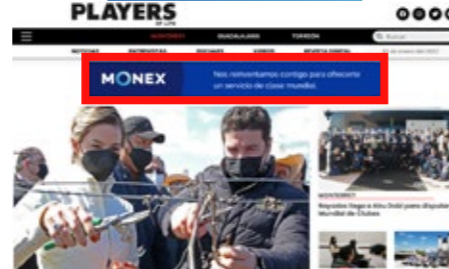 PLAYERS
OF LIFE
MONTERREY GUADALAJARA TORREÓN
Buscar
NOTICIAS ENTREVISTAS SOCIALES VIDEOS REVISTA DIGITAL
MONEX
Nos reinventamos contigo para ofrecerte
un servicio de clase mundial.
MONTERREY
Rayados llega a Abu Dabi para disputar
Mundial de Clubes